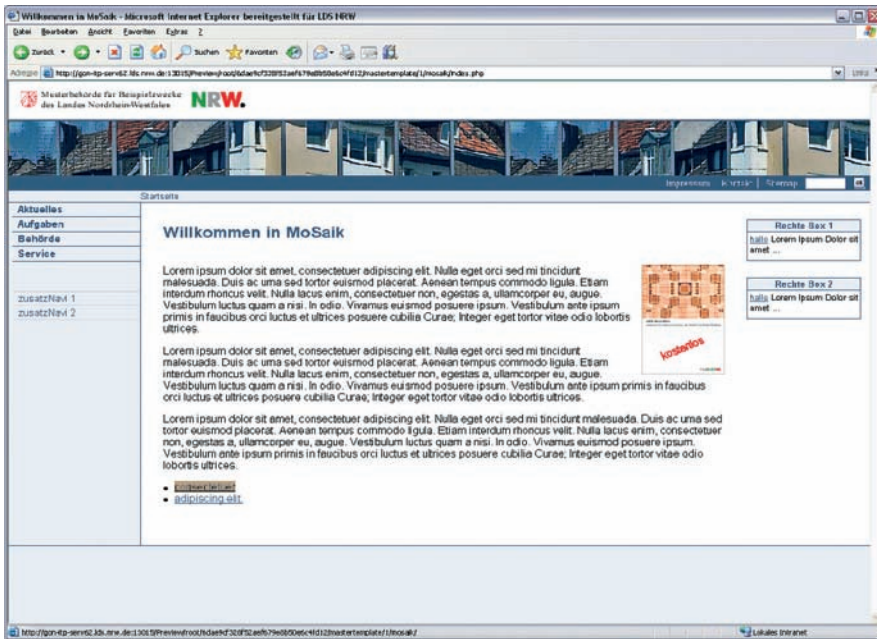 Willkommen in MoSaik - Microsoft Internet Explorer bereitgestellt für LDS NRW
Datei Bearbeiten Ansicht Favoriten Extras ?
Zurück Suchen Favoriten
Adresse
Links
Musterbehörde für Beispielzwecke
des Landes Nordrhein-Westfalen
NRW.
Impressum Kontakt Sitemap
Startseite
Aktuelles
Aufgaben
Behörde
Service
zusatzNavi 1
zusatzNavi 2
Willkommen in MoSaik
Lorem ipsum dolor sit amet, consectetuer adipiscing elit. Nulla eget orci sed mi tincidunt
malesuada. Duis ac urna sed tortor euismod placerat. Aenean tempus commodo ligula. Etiam
interdum rhoncus velit. Nulla lacus enim, consectetuer non, egestas a, ullamcorper eu, augue.
Vestibulum luctus quam a nisi. In odio. Vivamus euismod posuere ipsum. Vestibulum ante ipsum
primis in faucibus orci luctus et ultrices posuere cubilia Curae; Integer eget tortor vitae odio lobortis
ultrices.
Lorem ipsum dolor sit amet, consectetuer adipiscing elit. Nulla eget orci sed mi tincidunt
malesuada. Duis ac urna sed tortor euismod placerat. Aenean tempus commodo ligula. Etiam
interdum rhoncus velit. Nulla lacus enim, consectetuer non, egestas a, ullamcorper eu, augue.
Vestibulum luctus quam a nisi. In odio. Vivamus euismod posuere ipsum. Vestibulum ante ipsum primis in faucibus
orci luctus et ultrices posuere cubilia Curae; Integer eget tortor vitae odio lobortis ultrices.
Lorem ipsum dolor sit amet, consectetuer adipiscing elit. Nulla eget orci sed mi tincidunt malesuada. Duis ac urna sed
tortor euismod placerat. Aenean tempus commodo ligula. Etiam interdum rhoncus velit. Nulla lacus enim, consectetuer
non, egestas a, ullamcorper eu, augue. Vestibulum luctus quam a nisi. In odio. Vivamus euismod posuere ipsum.
Vestibulum ante ipsum primis in faucibus orci luctus et ultrices posuere cubilia Curae; Integer eget tortor vitae odio
lobortis ultrices.
consectetuer
adipiscing elit.
kostenlos
Rechte Box 1
hallo Lorem Ipsum Dolor sit
amet ...
Rechte Box 2
hallo Lorem Ipsum Dolor sit
amet ...
Lokales Intranet